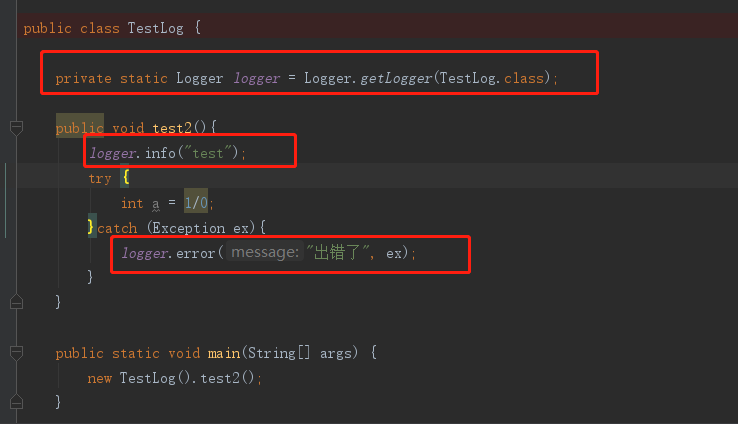 public class TestLog {
private static Logger logger = Logger.getLogger(TestLog.class);
public void test2(){
logger.info("test");
try {
int a = 1/0;
}catch (Exception ex){
logger.error( message: "出错了", ex);
}
}
public static void main(String[] args) {
new TestLog().test2();
}